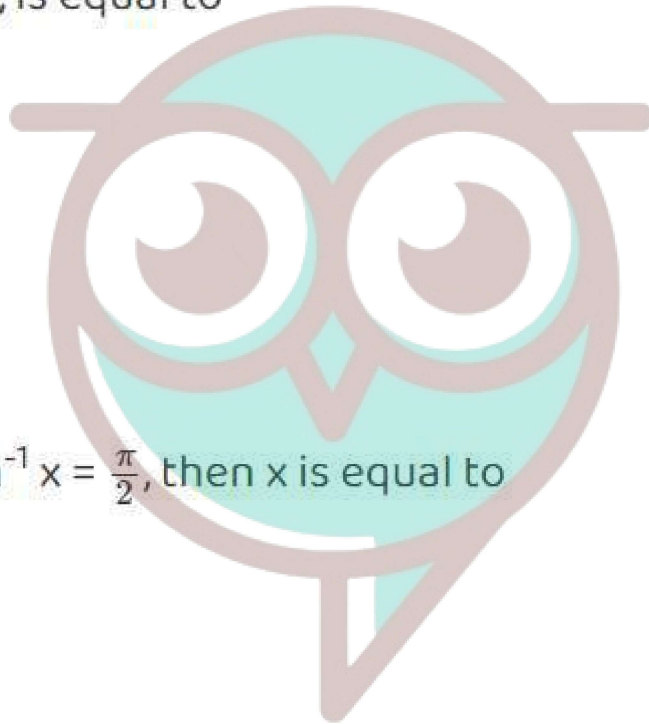 , is equal to
⁻¹ x = π/2, then x is equal to